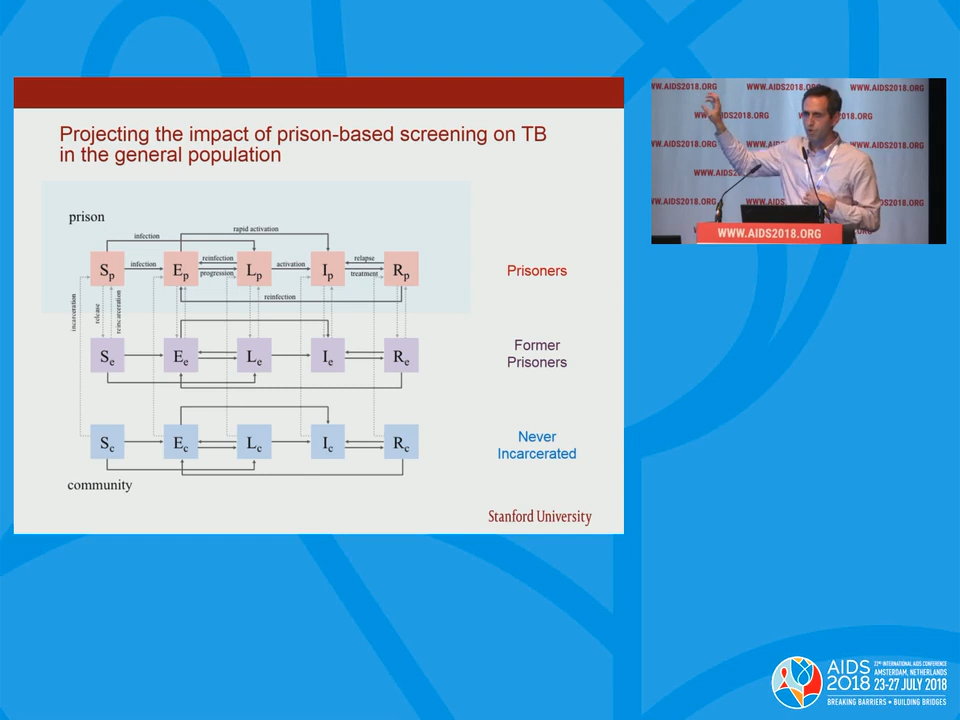 Projecting the impact of prison-based screening on TB
in the general population
prison
infection
rapid activation
infection
reinfection
progression
activation
relapse
treatment
reinfection
Sp
Ep
Lp
Ip
Rp
Prisoners
incarceration
release
reincarceration
Se
Ee
Le
Ie
Re
Former
Prisoners
Sc
Ec
Lc
Ic
Rc
Never
Incarcerated
community
Stanford University
WWW.AIDS2018.ORG
AIDS
2018
22ND INTERNATIONAL AIDS CONFERENCE
AMSTERDAM, NETHERLANDS
23-27 JULY 2018
BREAKING BARRIERS • BUILDING BRIDGES